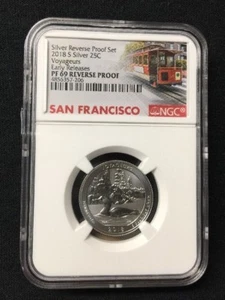 Silver Reverse Proof Set
2018 S Silver 25C
Voyageurs
Early Releases
PF 69 REVERSE PROOF
SAN FRANCISCO
NGC